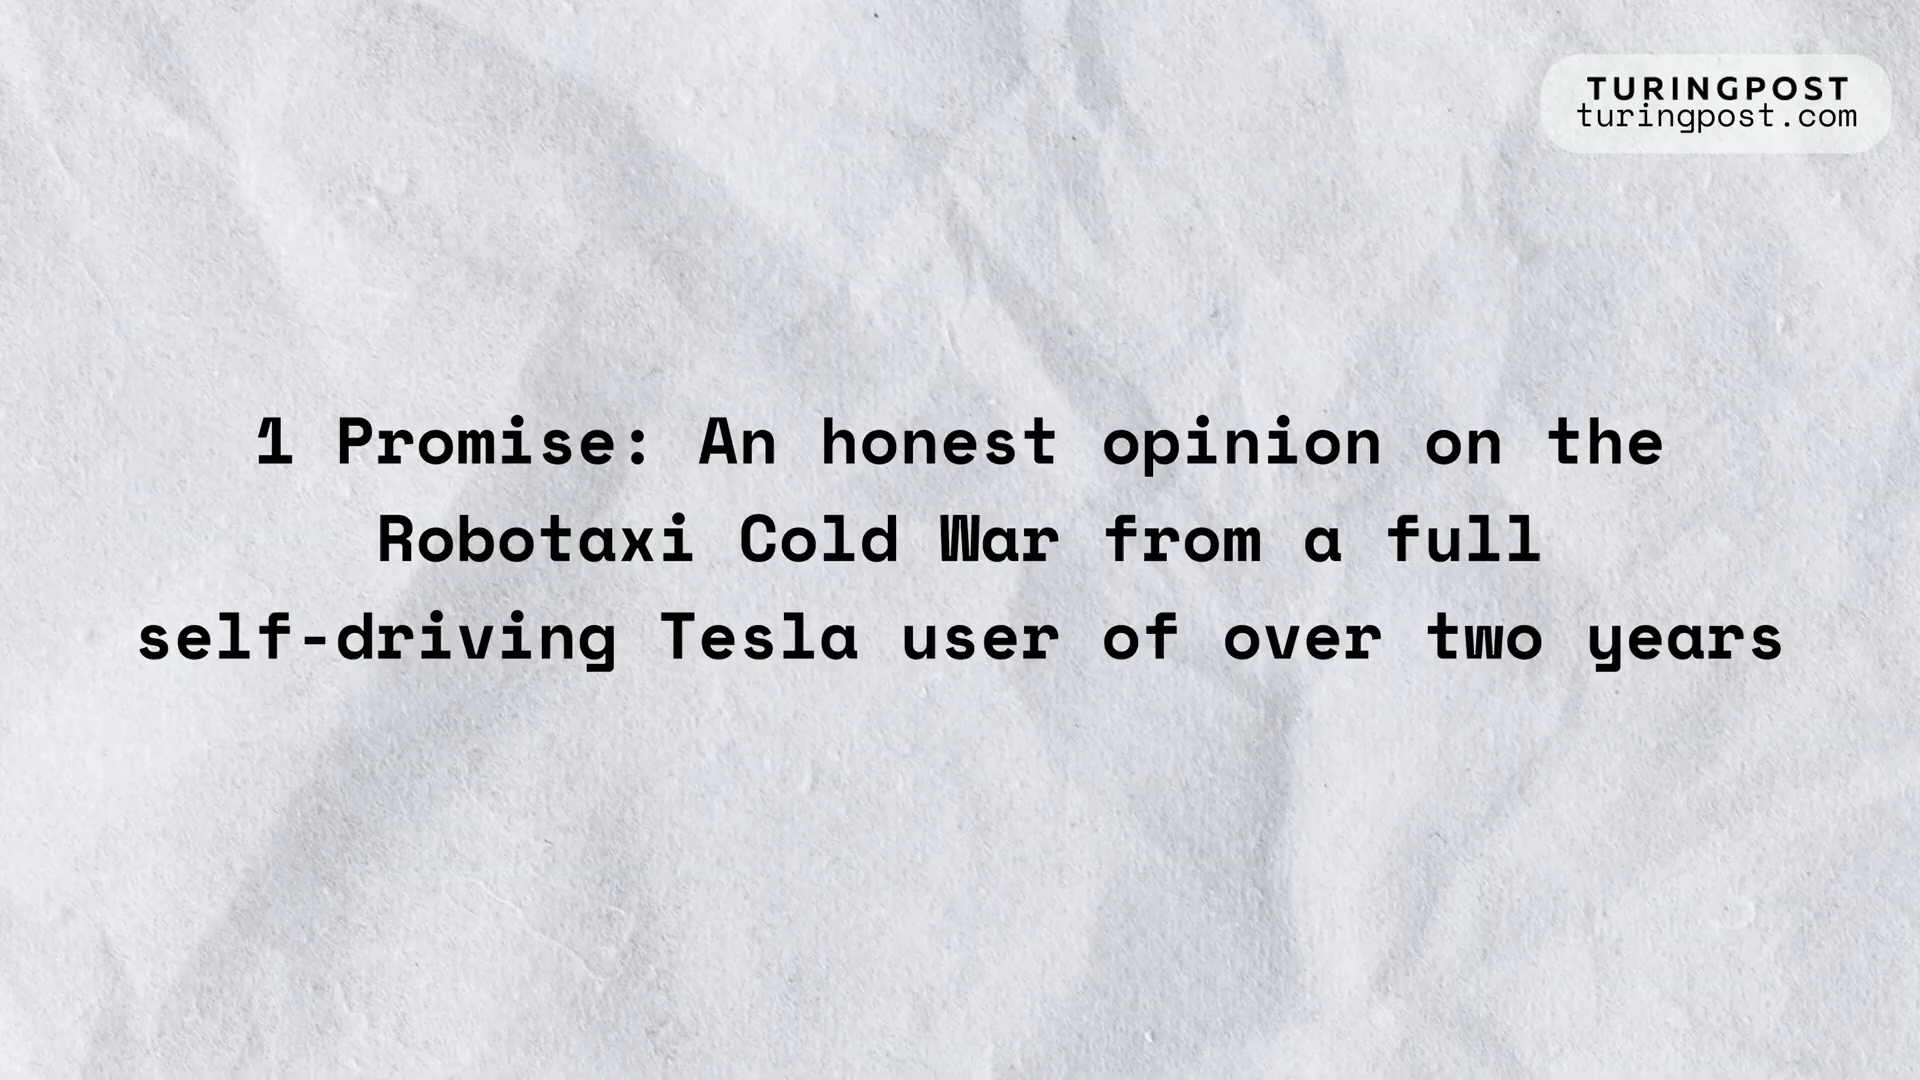 TURINGPOST
turingpost.com
1 Promise: An honest opinion on the
Robotaxi Cold War from a full
self-driving Tesla user of over two years